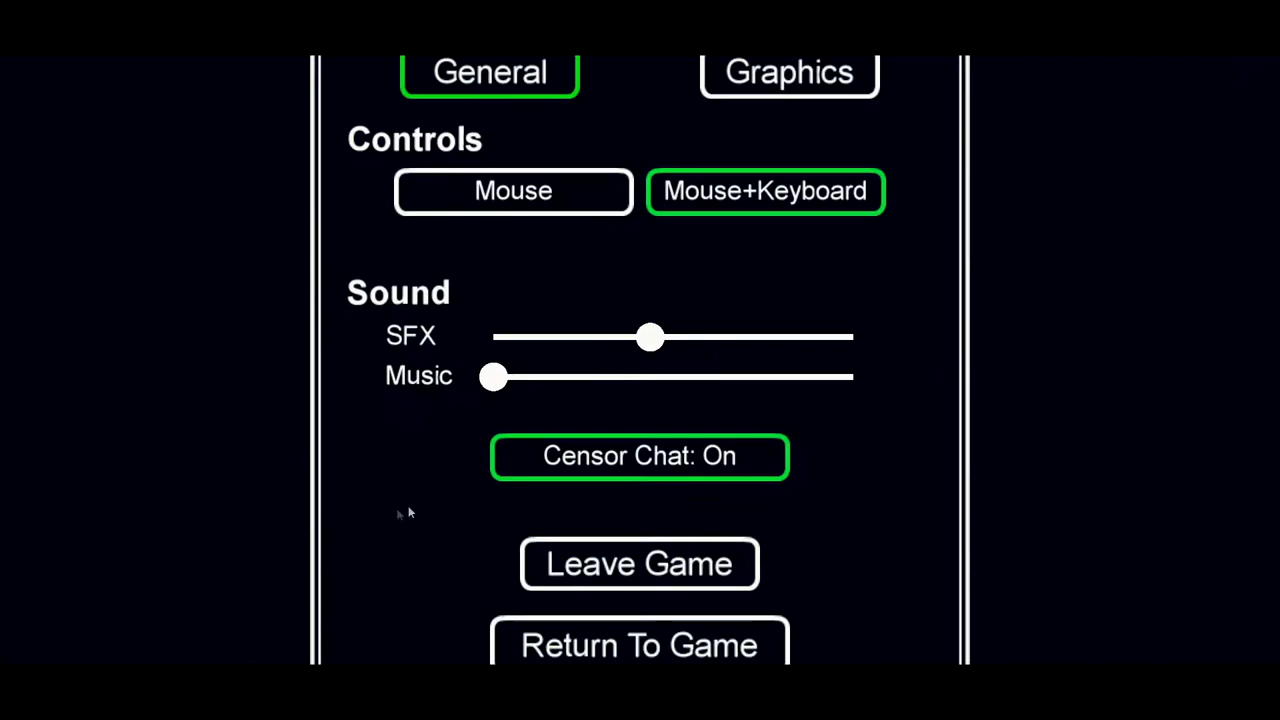 General Graphics
Controls
Mouse Mouse+Keyboard
Sound
SFX
Music
Censor Chat: On
Leave Game
Return To Game